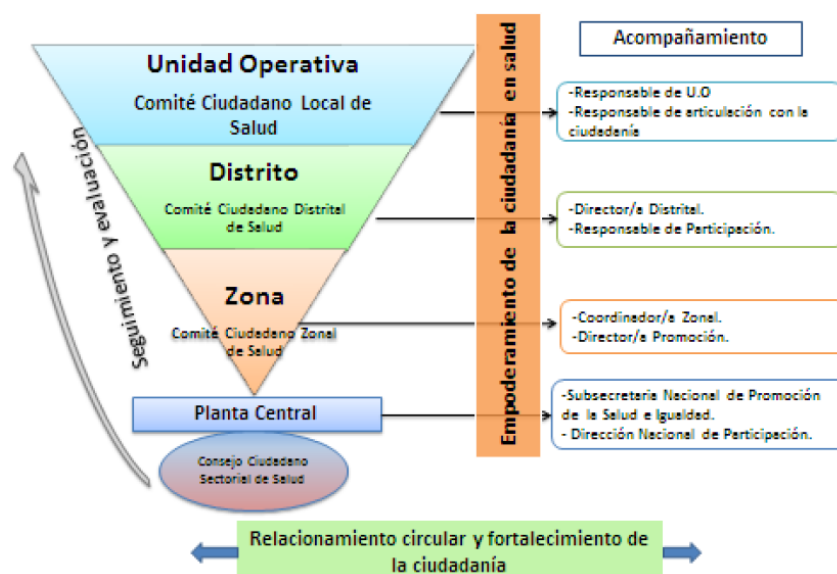 Unidad Operativa
Comité Ciudadano Local de
Salud
Distrito
Comité Ciudadano Distrital
de Salud
Zona
Comité Ciudadano Zonal
de Salud
Planta Central
Consejo Ciudadano
Sectorial de Salud
Seguimiento y evaluación
Empoderamiento de la ciudadanía en salud
Acompañamiento
-Responsable de U.O
-Responsable de articulación con la
ciudadanía
-Director/a Distrital.
-Responsable de Participación.
-Coordinador/a Zonal.
-Director/a Promoción.
-Subsecretaria Nacional de Promoción
de la Salud e Igualdad.
- Dirección Nacional de Participación.
Relacionamiento circular y fortalecimiento de
la ciudadanía